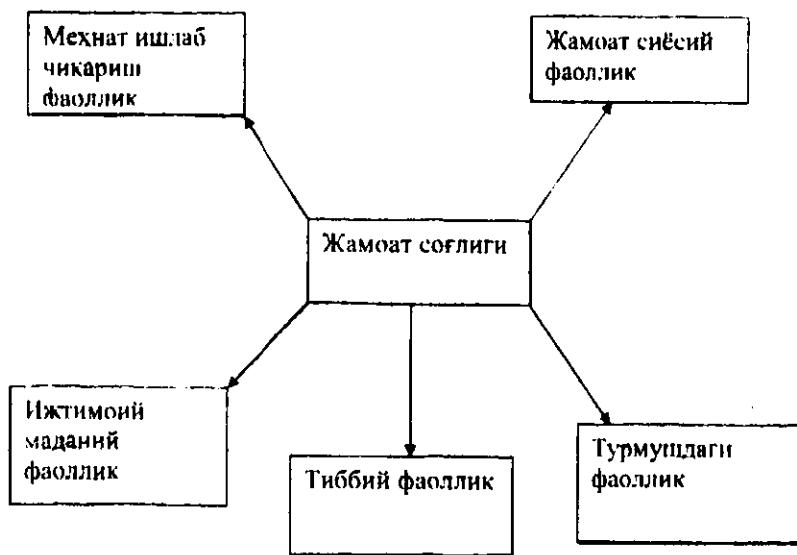 Меҳнат ишлаб
чиқариш
фаоллик
Жамоат сиёсий
фаоллик
Жамоат соғлиги
Ижтимоий
маданий
фаоллик
Тиббий фаоллик
Турмушдаги
фаоллик